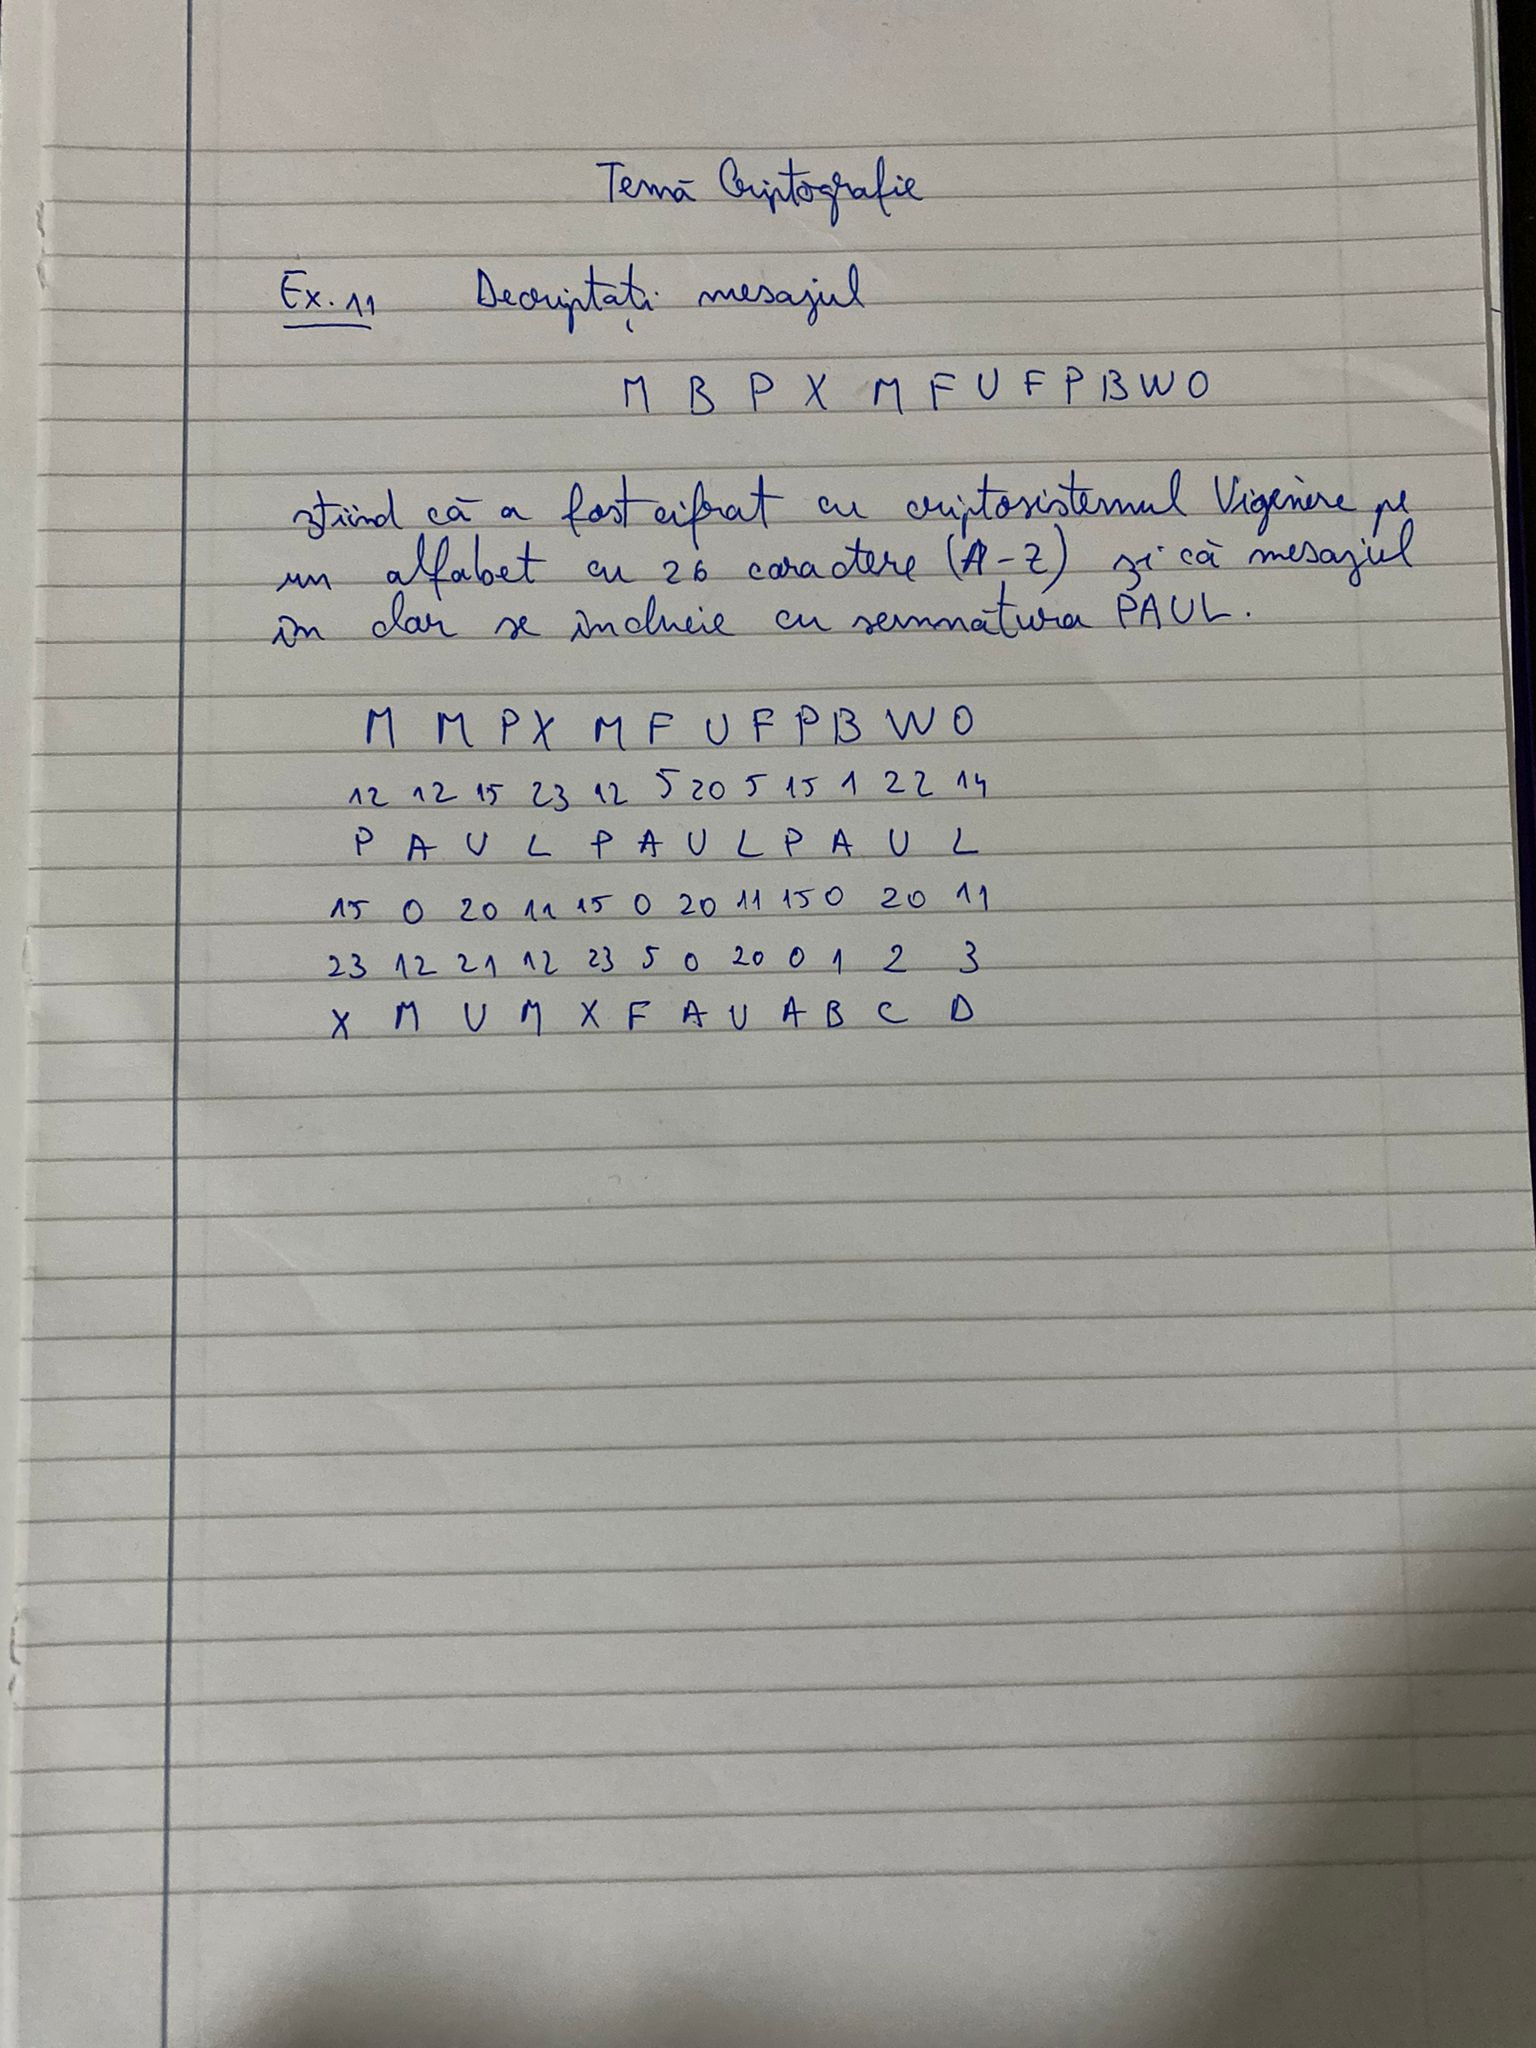 Temă Criptografie
Ex. 11 Decriptați mesajul
M B P X M F U F P B W O
știind că a fost cifrat cu criptosistemul Vigenère pe
un alfabet cu 26 caractere (A-Z) și că mesajul
în clar se încheie cu semnătura PAUL.
M M P X M F U F P B W O
12 12 15 23 12 5 20 5 15 1 22 14
P A U L P A U L P A U L
15 0 20 11 15 0 20 11 15 0 20 11
23 12 21 12 23 5 0 20 0 1 2 3
X M U M X F A U A B C D